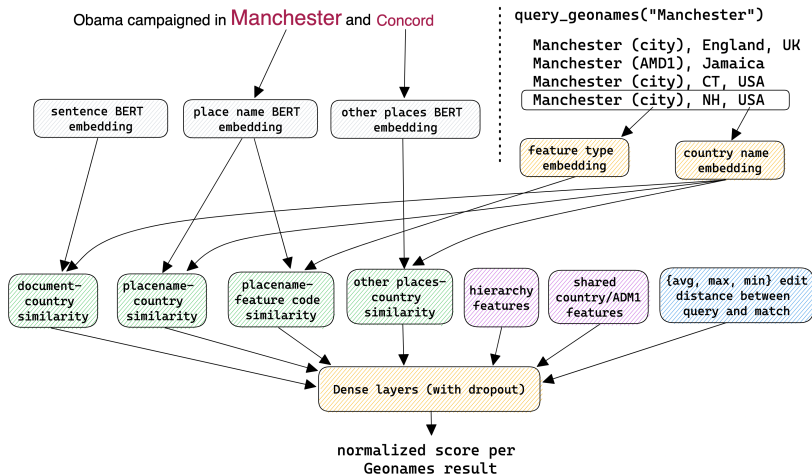 Obama campaigned in Manchester and Concord
query_geonames("Manchester")
Manchester (city), England, UK
Manchester (AMD1), Jamaica
Manchester (city), CT, USA
Manchester (city), NH, USA
sentence BERT
embedding
place name BERT
embedding
other places BERT
embedding
feature type
embedding
country name
embedding
document-
country
similarity
placename-
country
similarity
placename-
feature code
similarity
other places-
country
similarity
hierarchy
features
shared
country/ADM1
features
{avg, max, min} edit
distance between
query and match
Dense layers (with dropout)
normalized score per
Geonames result